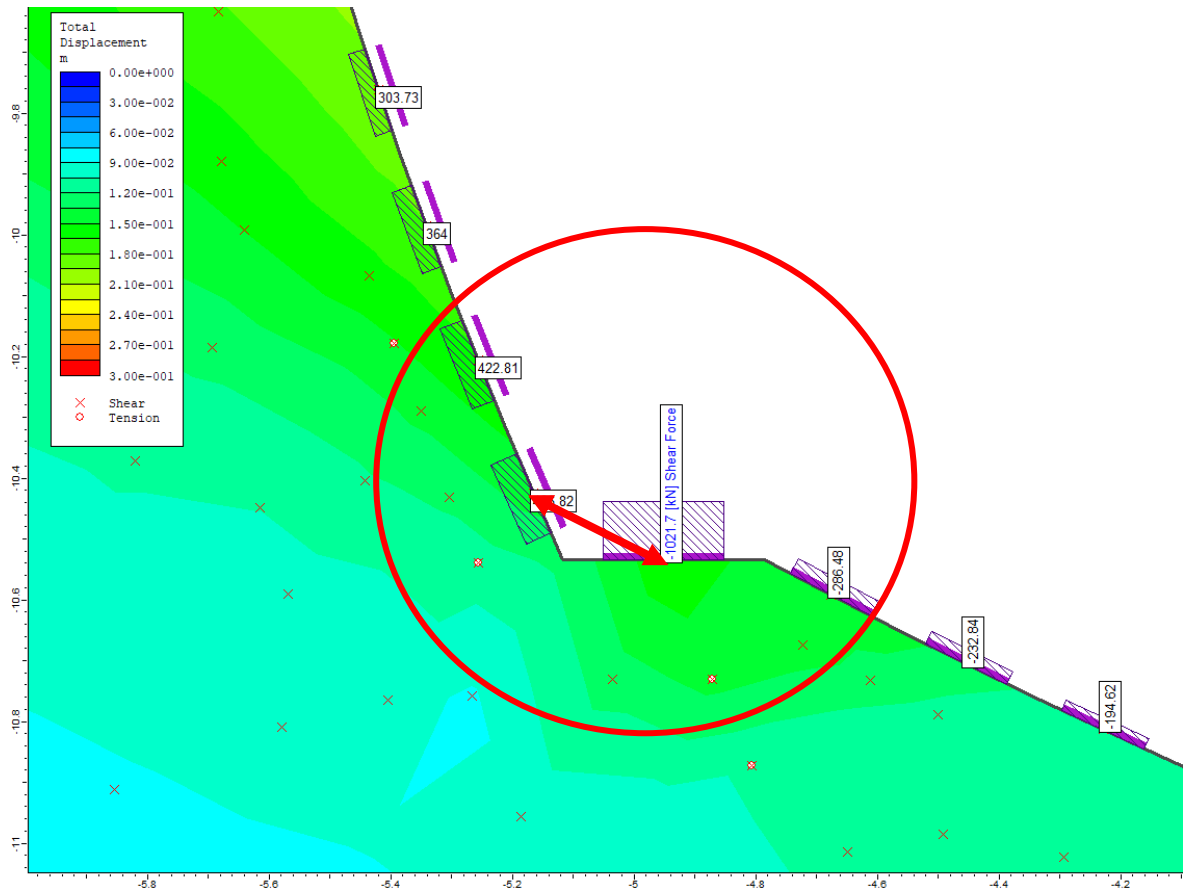 Total
Displacement
m
0.00e+000
3.00e-002
6.00e-002
9.00e-002
1.20e-001
1.50e-001
1.80e-001
2.10e-001
2.40e-001
2.70e-001
3.00e-001
Shear
Tension
303.73
364
422.81
.82
-1021.7 [kN] Shear Force
-286.48
-232.84
-194.62
-9.8
-10
-10.2
-10.4
-10.6
-10.8
-11
-5.8
-5.6
-5.4
-5.2
-5
-4.8
-4.6
-4.4
-4.2